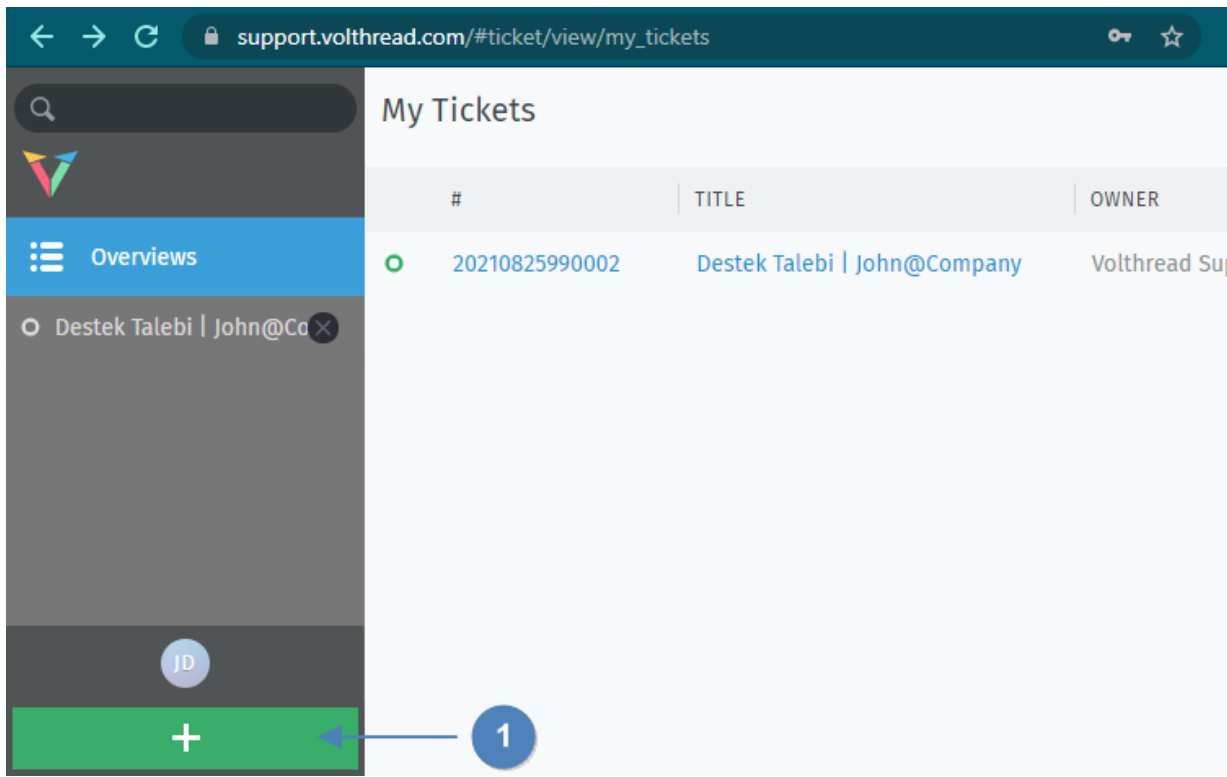 support.volthread.com/#ticket/view/my_tickets
My Tickets
# TITLE OWNER
Overviews
20210825990002 Destek Talebi | John@Company Volthread Su
Destek Talebi | John@Co
JD
1